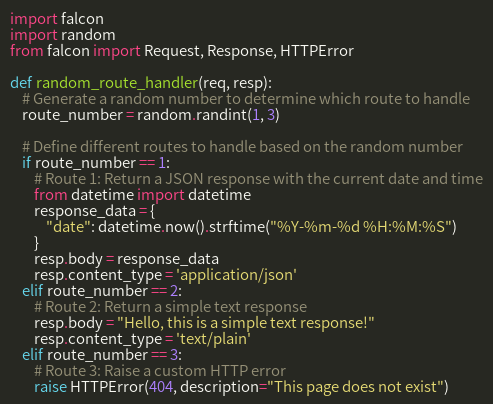 import falcon
import random
from falcon import Request, Response, HTTPError

def random_route_handler(req, resp):
    # Generate a random number to determine which route to handle
    route_number = random.randint(1, 3)

    # Define different routes to handle based on the random number
    if route_number == 1:
        # Route 1: Return a JSON response with the current date and time
        from datetime import datetime
        response_data = {
            "date": datetime.now().strftime("%Y-%m-%d %H:%M:%S")
        }
        resp.body = response_data
        resp.content_type = 'application/json'
    elif route_number == 2:
        # Route 2: Return a simple text response
        resp.body = "Hello, this is a simple text response!"
        resp.content_type = 'text/plain'
    elif route_number == 3:
        # Route 3: Raise a custom HTTP error
        raise HTTPError(404, description="This page does not exist")